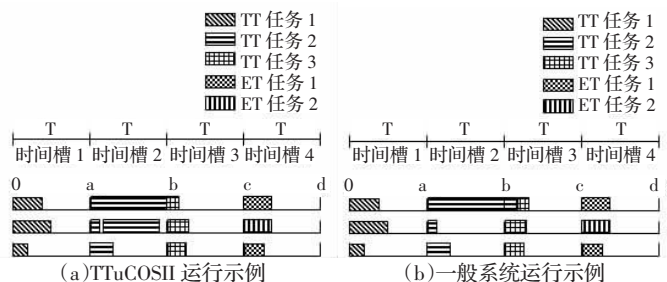 TT 任务 1
TT 任务 2
TT 任务 3
ET 任务 1
ET 任务 2
T T T T
时间槽 1 时间槽 2 时间槽 3 时间槽 4
0 a b c d
(a)TTuCOSII 运行示例
TT 任务 1
TT 任务 2
TT 任务 3
ET 任务 1
ET 任务 2
T T T T
时间槽 1 时间槽 2 时间槽 3 时间槽 4
0 a b c d
(b)一般系统运行示例